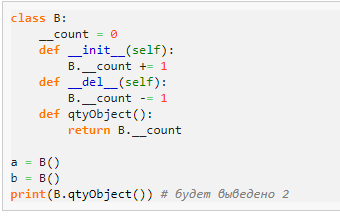 class B:
    __count = 0
    def __init__(self):
        B.__count += 1
    def __del__(self):
        B.__count -= 1
    def qtyObject():
        return B.__count

a = B()
b = B()
print(B.qtyObject()) # будет выбедено 2